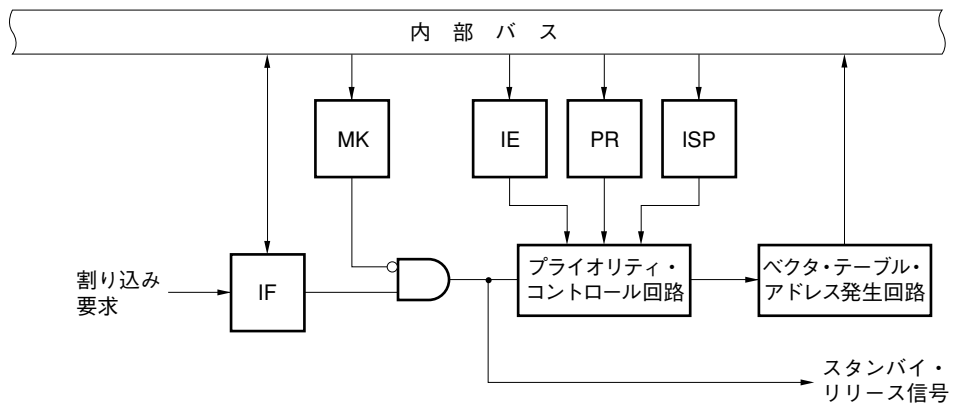 内 部 バ ス
MK
IE
PR
ISP
割り込み
要求
IF
プライオリティ・
コントロール回路
ベクタ・テーブル・
アドレス発生回路
スタンバイ・
リリース信号